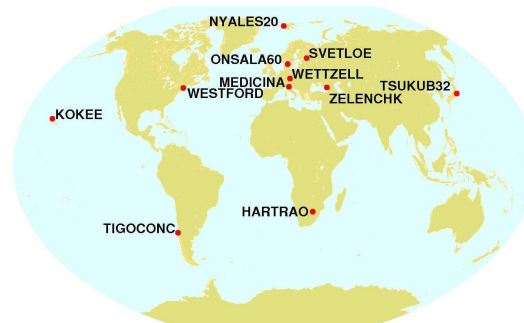 NYALES20
ONSALA60
SVETLOE
WETTZELL
MEDICINA
TSUKUB32
WESTFORD
ZELENCHK
KOKEE
HARTRAO
TIGOCONC